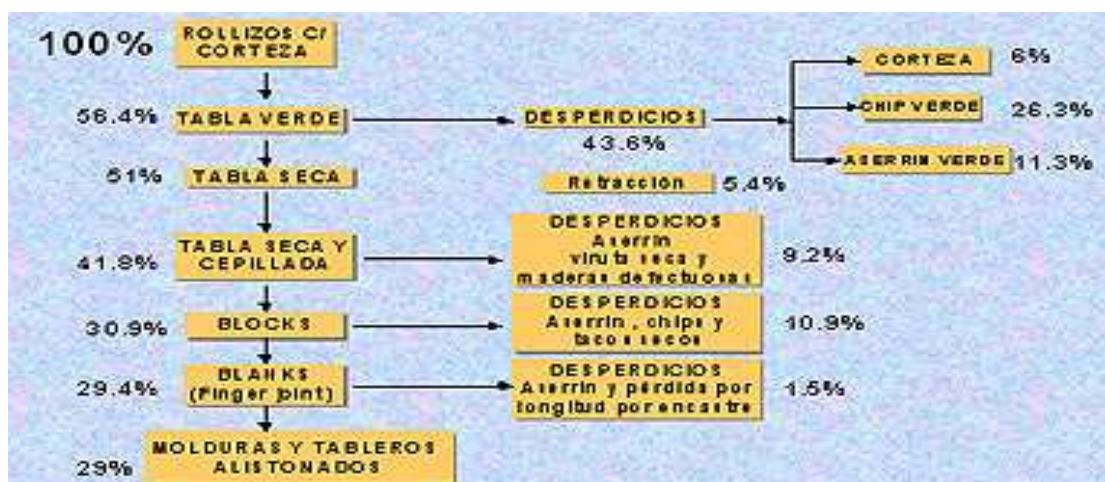 100%
ROLLIZOS C/
CORTEZA
CORTEZA
6%
56.4%
TABLA VERDE
DESPERDICIOS
43.6%
CHIP VERDE
26.3%
ASERRIN VERDE
11.3%
51%
TABLA SECA
Retracción
5.4%
41.8%
TABLA SECA Y
CEPILLADA
DESPERDICIOS
Aserrin
viruta seca y
maderas defectuosas
9.2%
30.9%
BLOCKS
DESPERDICIOS
Aserrin, chips y
tacos secos
10.9%
29.4%
BLANKS
(Finger joint)
DESPERDICIOS
Aserrin y pérdida por
longitud por encastre
1.5%
29%
MOLDURAS Y TABLEROS
ALISTONADOS